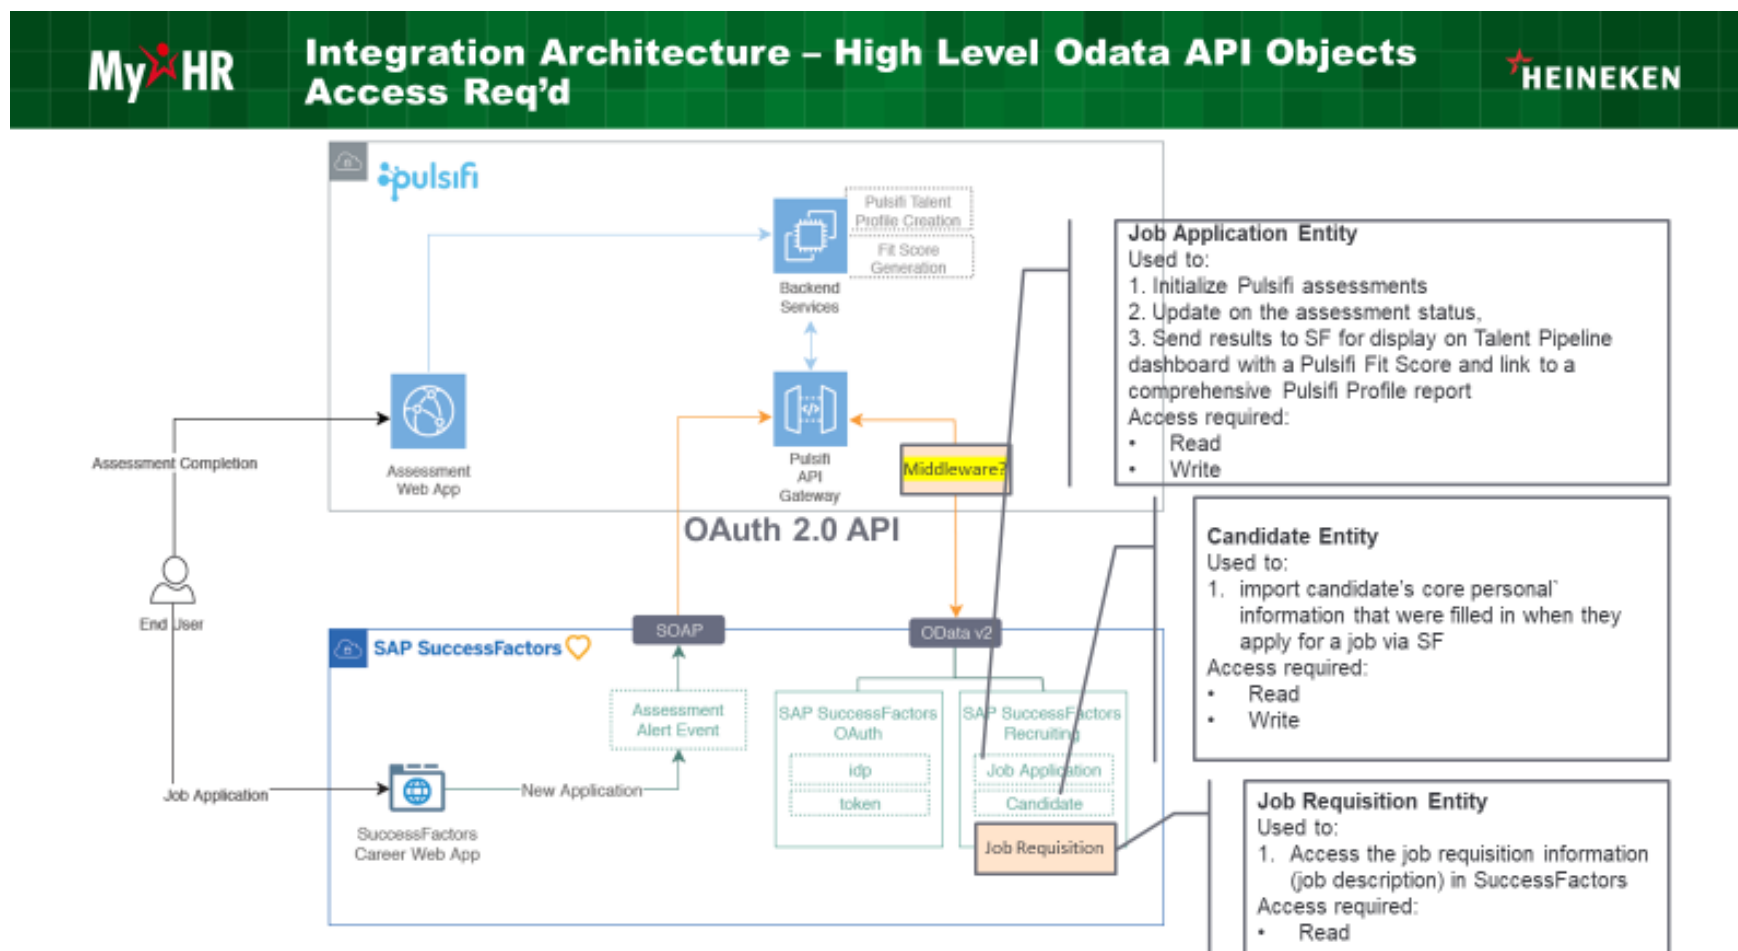 My HR
Integration Architecture – High Level Odata API Objects
Access Req'd
HEINEKEN
pulsifi
Pulsifi Talent
Profile Creation
Fit Score
Generation
Backend
Services
Assessment
Web App
Pulsifi
API
Gateway
Middleware?
OAuth 2.0 API
Assessment Completion
End User
Job Application
SAP SuccessFactors
SOAP
OData v2
Assessment
Alert Event
New Application
SuccessFactors
Career Web App
SAP SuccessFactors
OAuth
idp
token
SAP SuccessFactors
Recruiting
Job Application
Candidate
Job Requisition
Job Application Entity
Used to:
1. Initialize Pulsifi assessments
2. Update on the assessment status,
3. Send results to SF for display on Talent Pipeline
dashboard with a Pulsifi Fit Score and link to a
comprehensive Pulsifi Profile report
Access required:
• Read
• Write
Candidate Entity
Used to:
1. import candidate's core personal`
information that were filled in when they
apply for a job via SF
Access required:
• Read
• Write
Job Requisition Entity
Used to:
1. Access the job requisition information
(job description) in SuccessFactors
Access required:
• Read